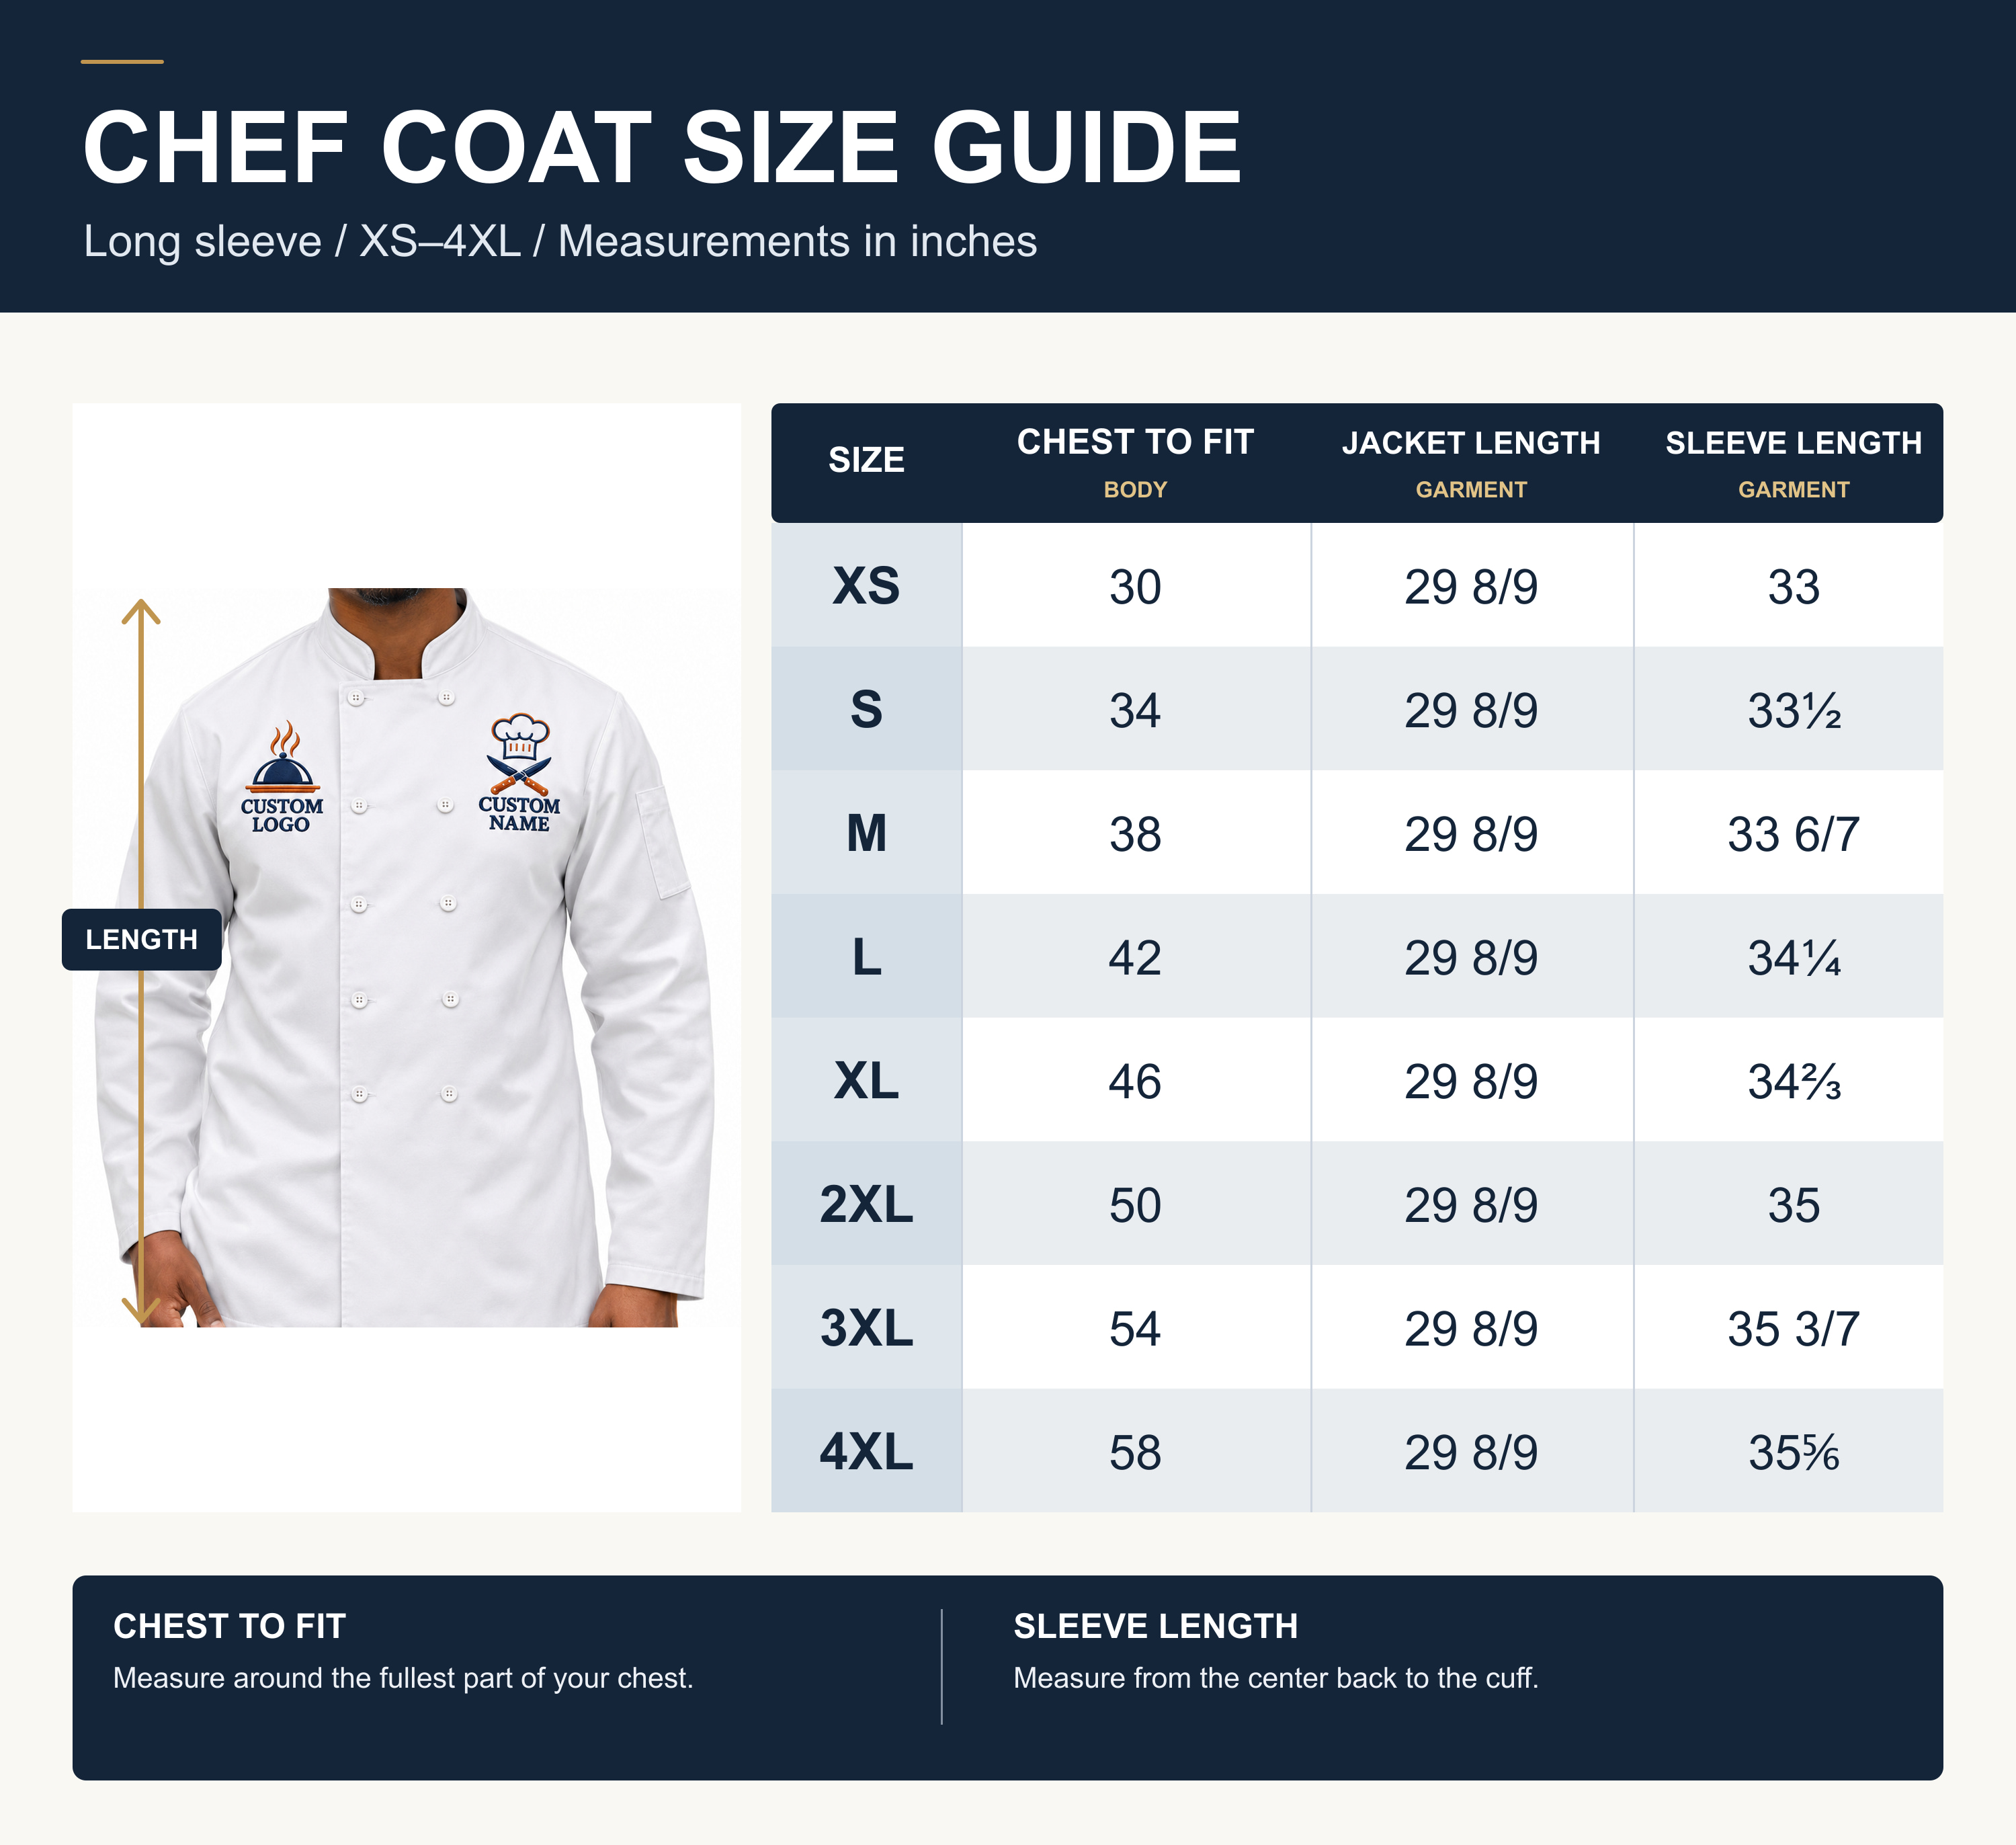 CHEF COAT SIZE GUIDE
Long sleeve / XS–4XL / Measurements in inches
CUSTOM
LOGO
CUSTOM
NAME
LENGTH
SIZE CHEST TO FIT JACKET LENGTH SLEEVE LENGTH
BODY GARMENT GARMENT
XS 30 29 8/9 33
S 34 29 8/9 33½
M 38 29 8/9 33 6/7
L 42 29 8/9 34¼
XL 46 29 8/9 34⅔
2XL 50 29 8/9 35
3XL 54 29 8/9 35 3/7
4XL 58 29 8/9 35⅚
CHEST TO FIT
Measure around the fullest part of your chest.
SLEEVE LENGTH
Measure from the center back to the cuff.